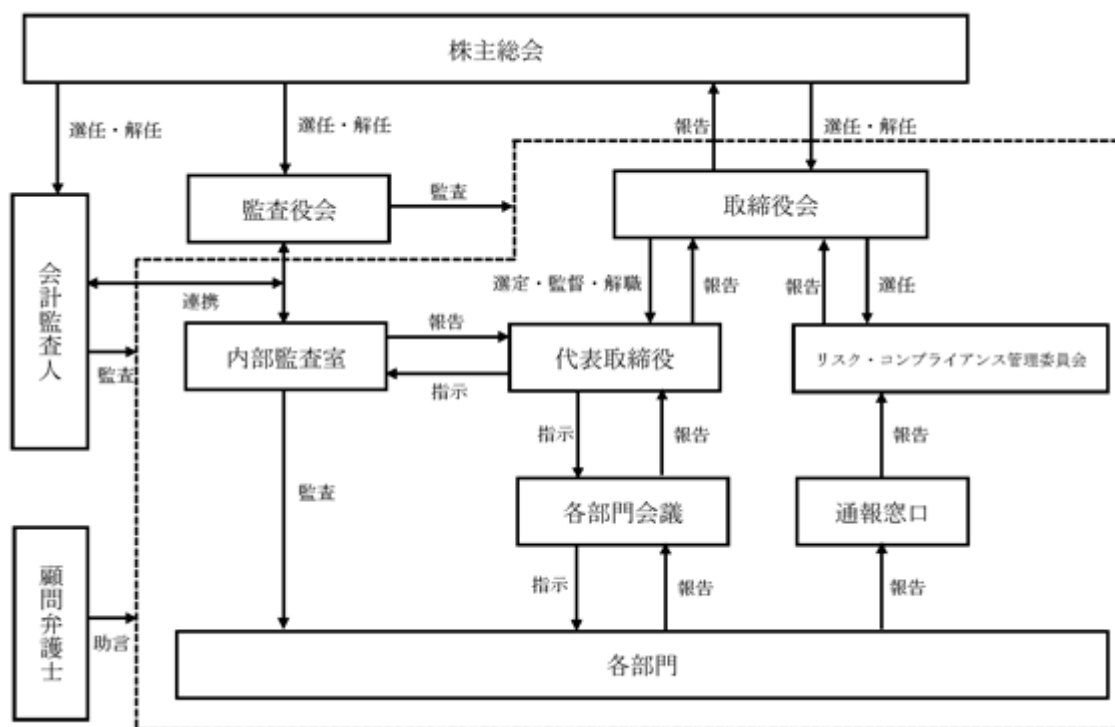 株主総会
選任・解任
選任・解任
報告
選任・解任
監査役会
監査
取締役会
会計監査人
連携
選定・監督・解職
報告
報告
選任
監査
内部監査室
報告
指示
代表取締役
リスク・コンプライアンス管理委員会
指示
報告
報告
監査
各部門会議
通報窓口
顧問弁護士
助言
指示
報告
報告
各部門